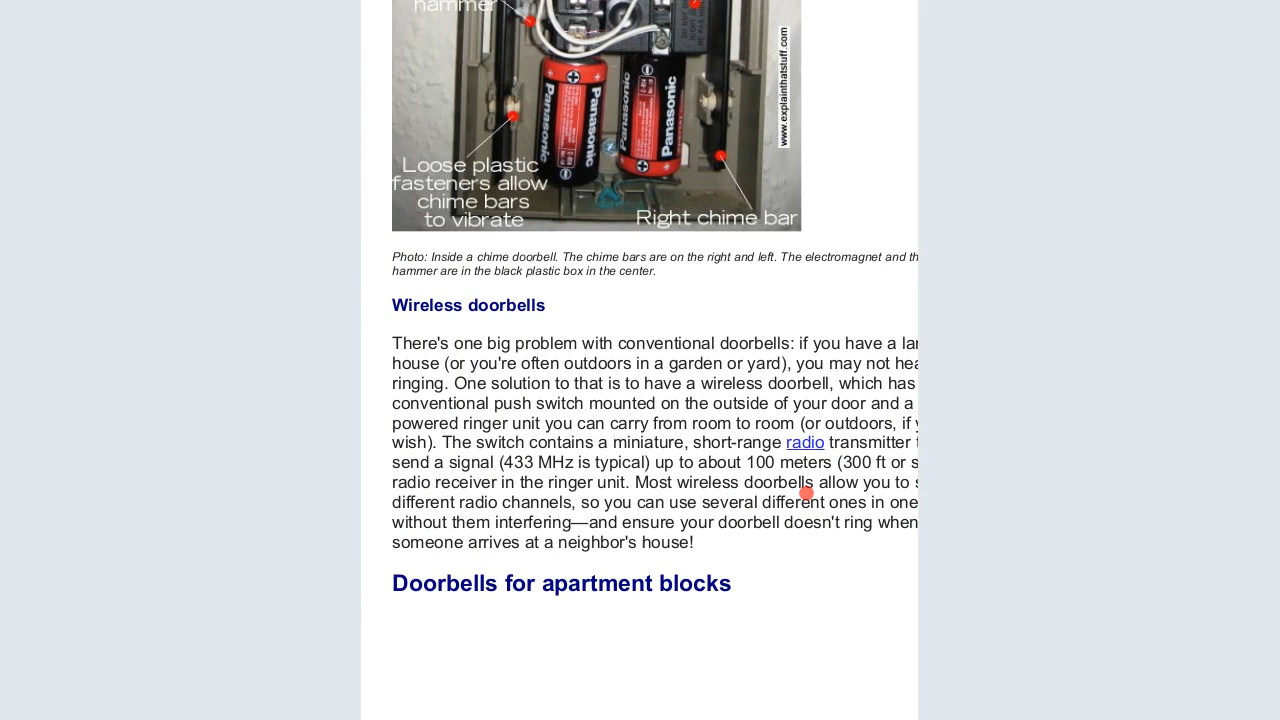 hammer
www.explainthatstuff.com
Panasonic
Panasonic
Panasonic
Panasonic
Loose plastic
fasteners allow
chime bars
to vibrate
Right chime bar
Photo: Inside a chime doorbell. The chime bars are on the right and left. The electromagnet and th
hammer are in the black plastic box in the center.
Wireless doorbells
There's one big problem with conventional doorbells: if you have a lar
house (or you're often outdoors in a garden or yard), you may not hea
ringing. One solution to that is to have a wireless doorbell, which has
conventional push switch mounted on the outside of your door and a
powered ringer unit you can carry from room to room (or outdoors, if y
wish). The switch contains a miniature, short-range radio transmitter t
send a signal (433 MHz is typical) up to about 100 meters (300 ft or s
radio receiver in the ringer unit. Most wireless doorbells allow you to s
different radio channels, so you can use several different ones in one
without them interfering—and ensure your doorbell doesn't ring when
someone arrives at a neighbor's house!
Doorbells for apartment blocks